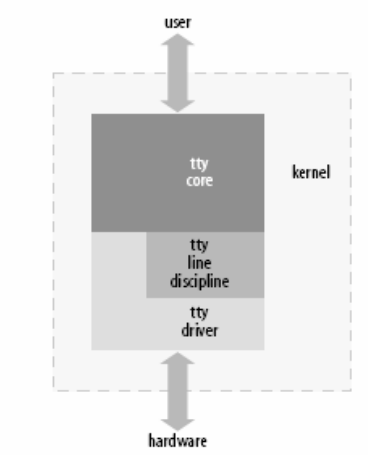 user
tty
core
kernel
tty
line
discipline
tty
driver
hardware